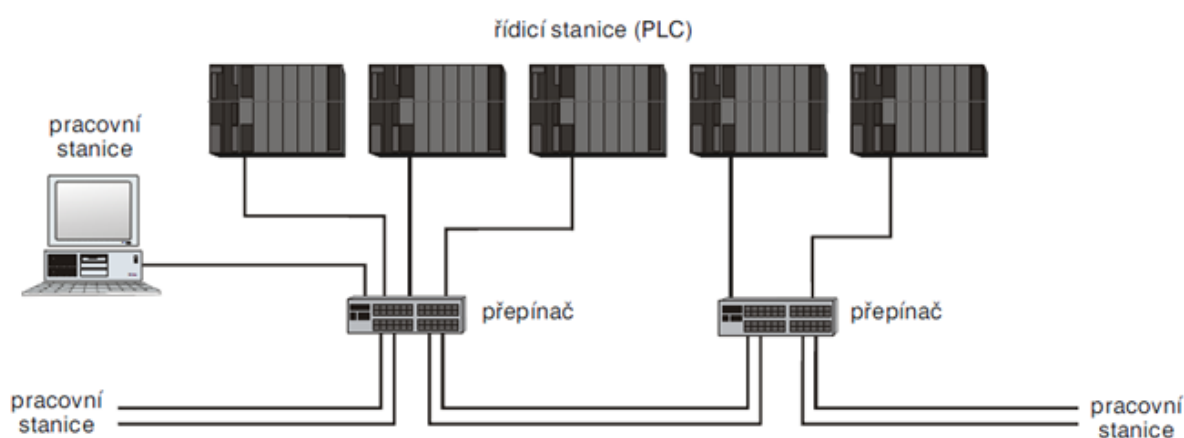 řídicí stanice (PLC)
pracovní
stanice
přepínač
přepínač
pracovní
stanice
pracovní
stanice